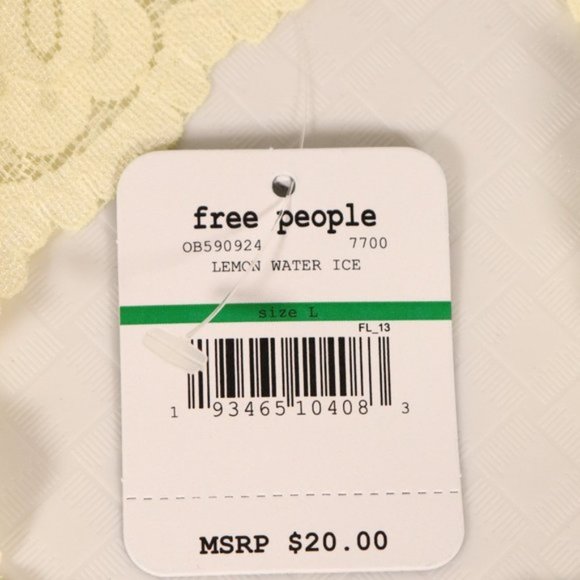 free people
OB590924 7700
LEMON WATER ICE
size L
FL_13
1 93465 10408 3
MSRP $20.00